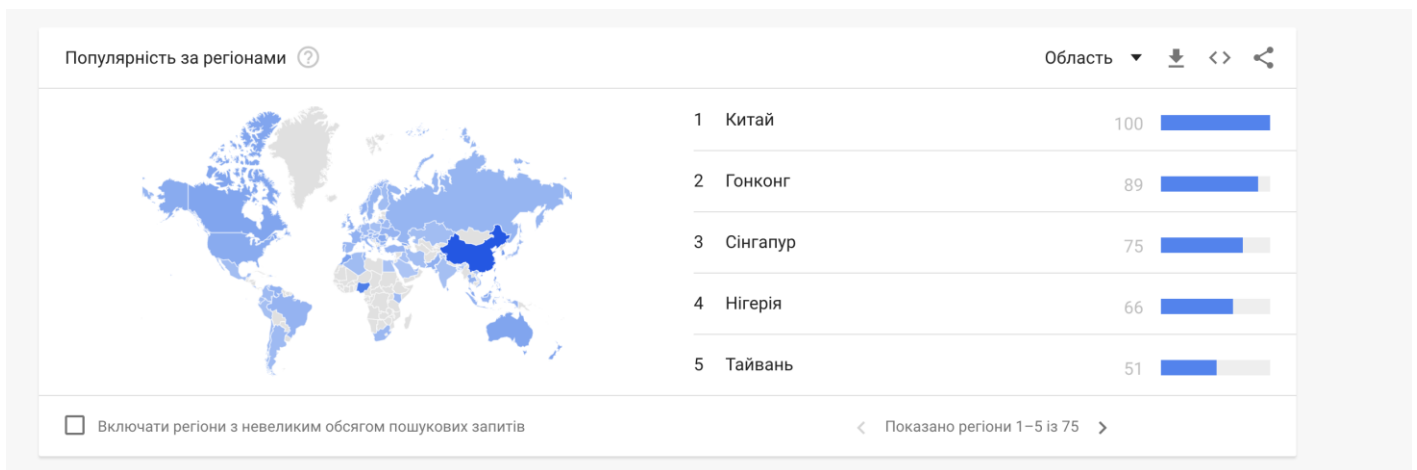 Популярність за регіонами ?
Область
1 Китай 100
2 Гонконг 89
3 Сінгапур 75
4 Нігерія 66
5 Тайвань 51
Включати регіони з невеликим обсягом пошукових запитів
Показано регіони 1–5 із 75